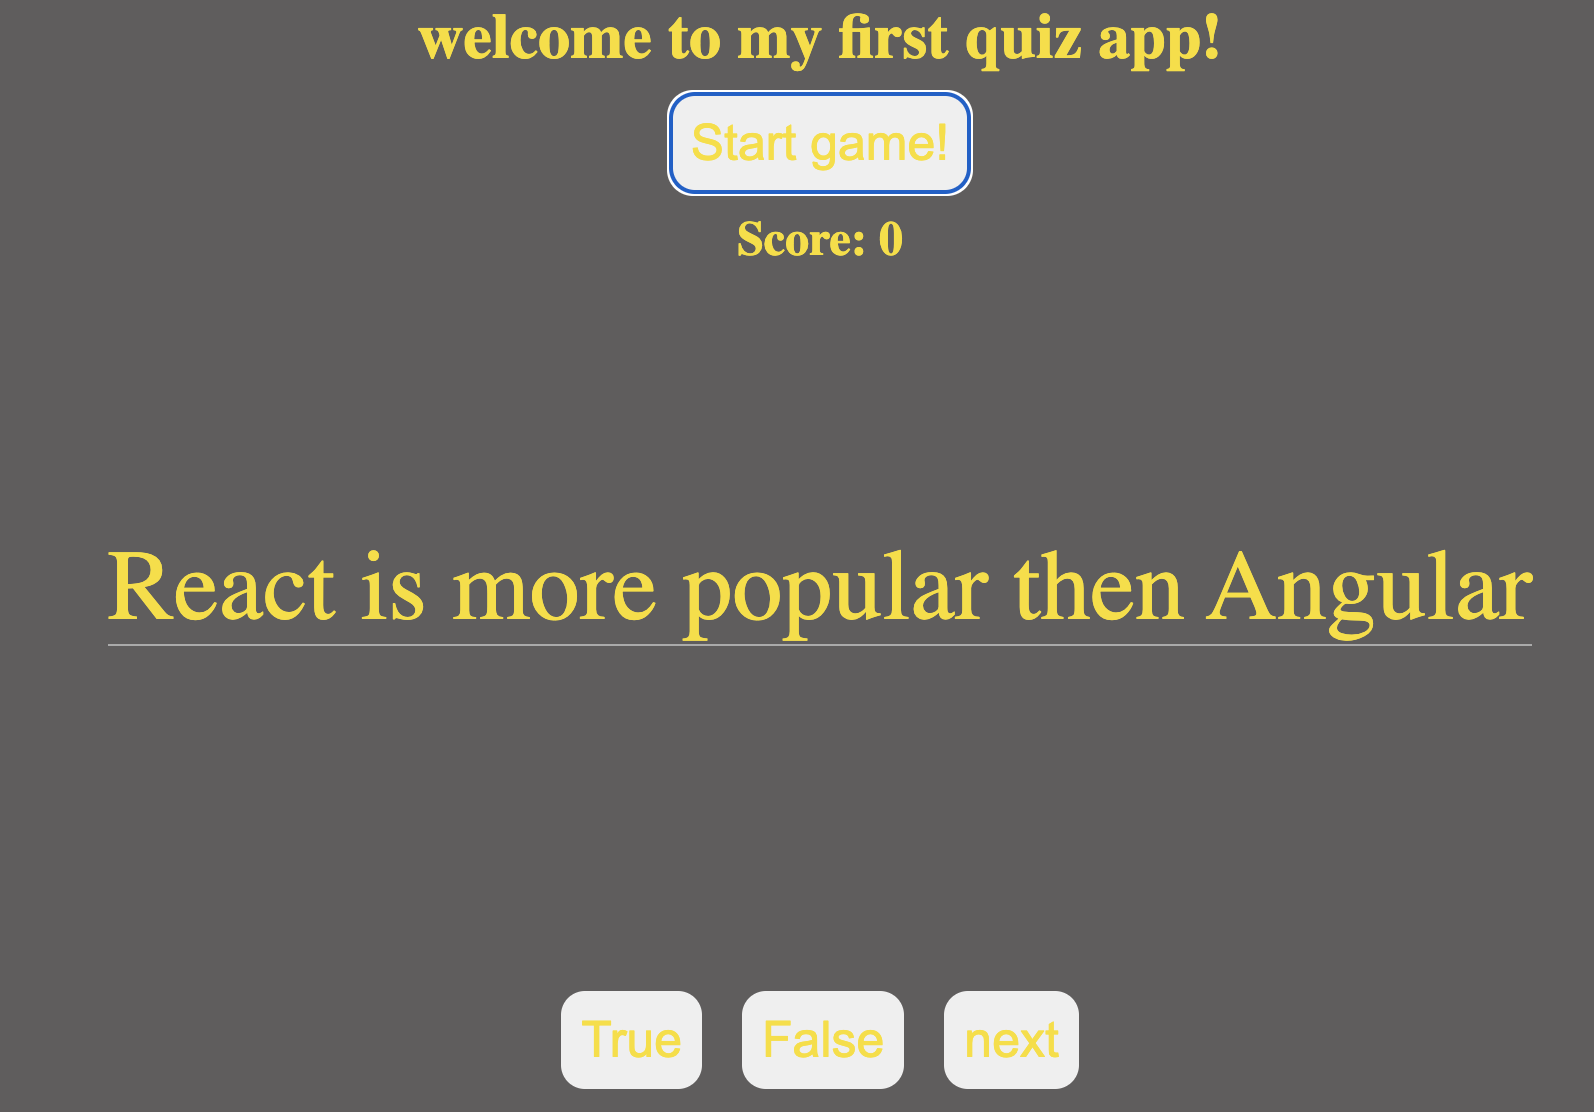 welcome to my first quiz app!
Start game!
Score: 0
React is more popular then Angular
True False next